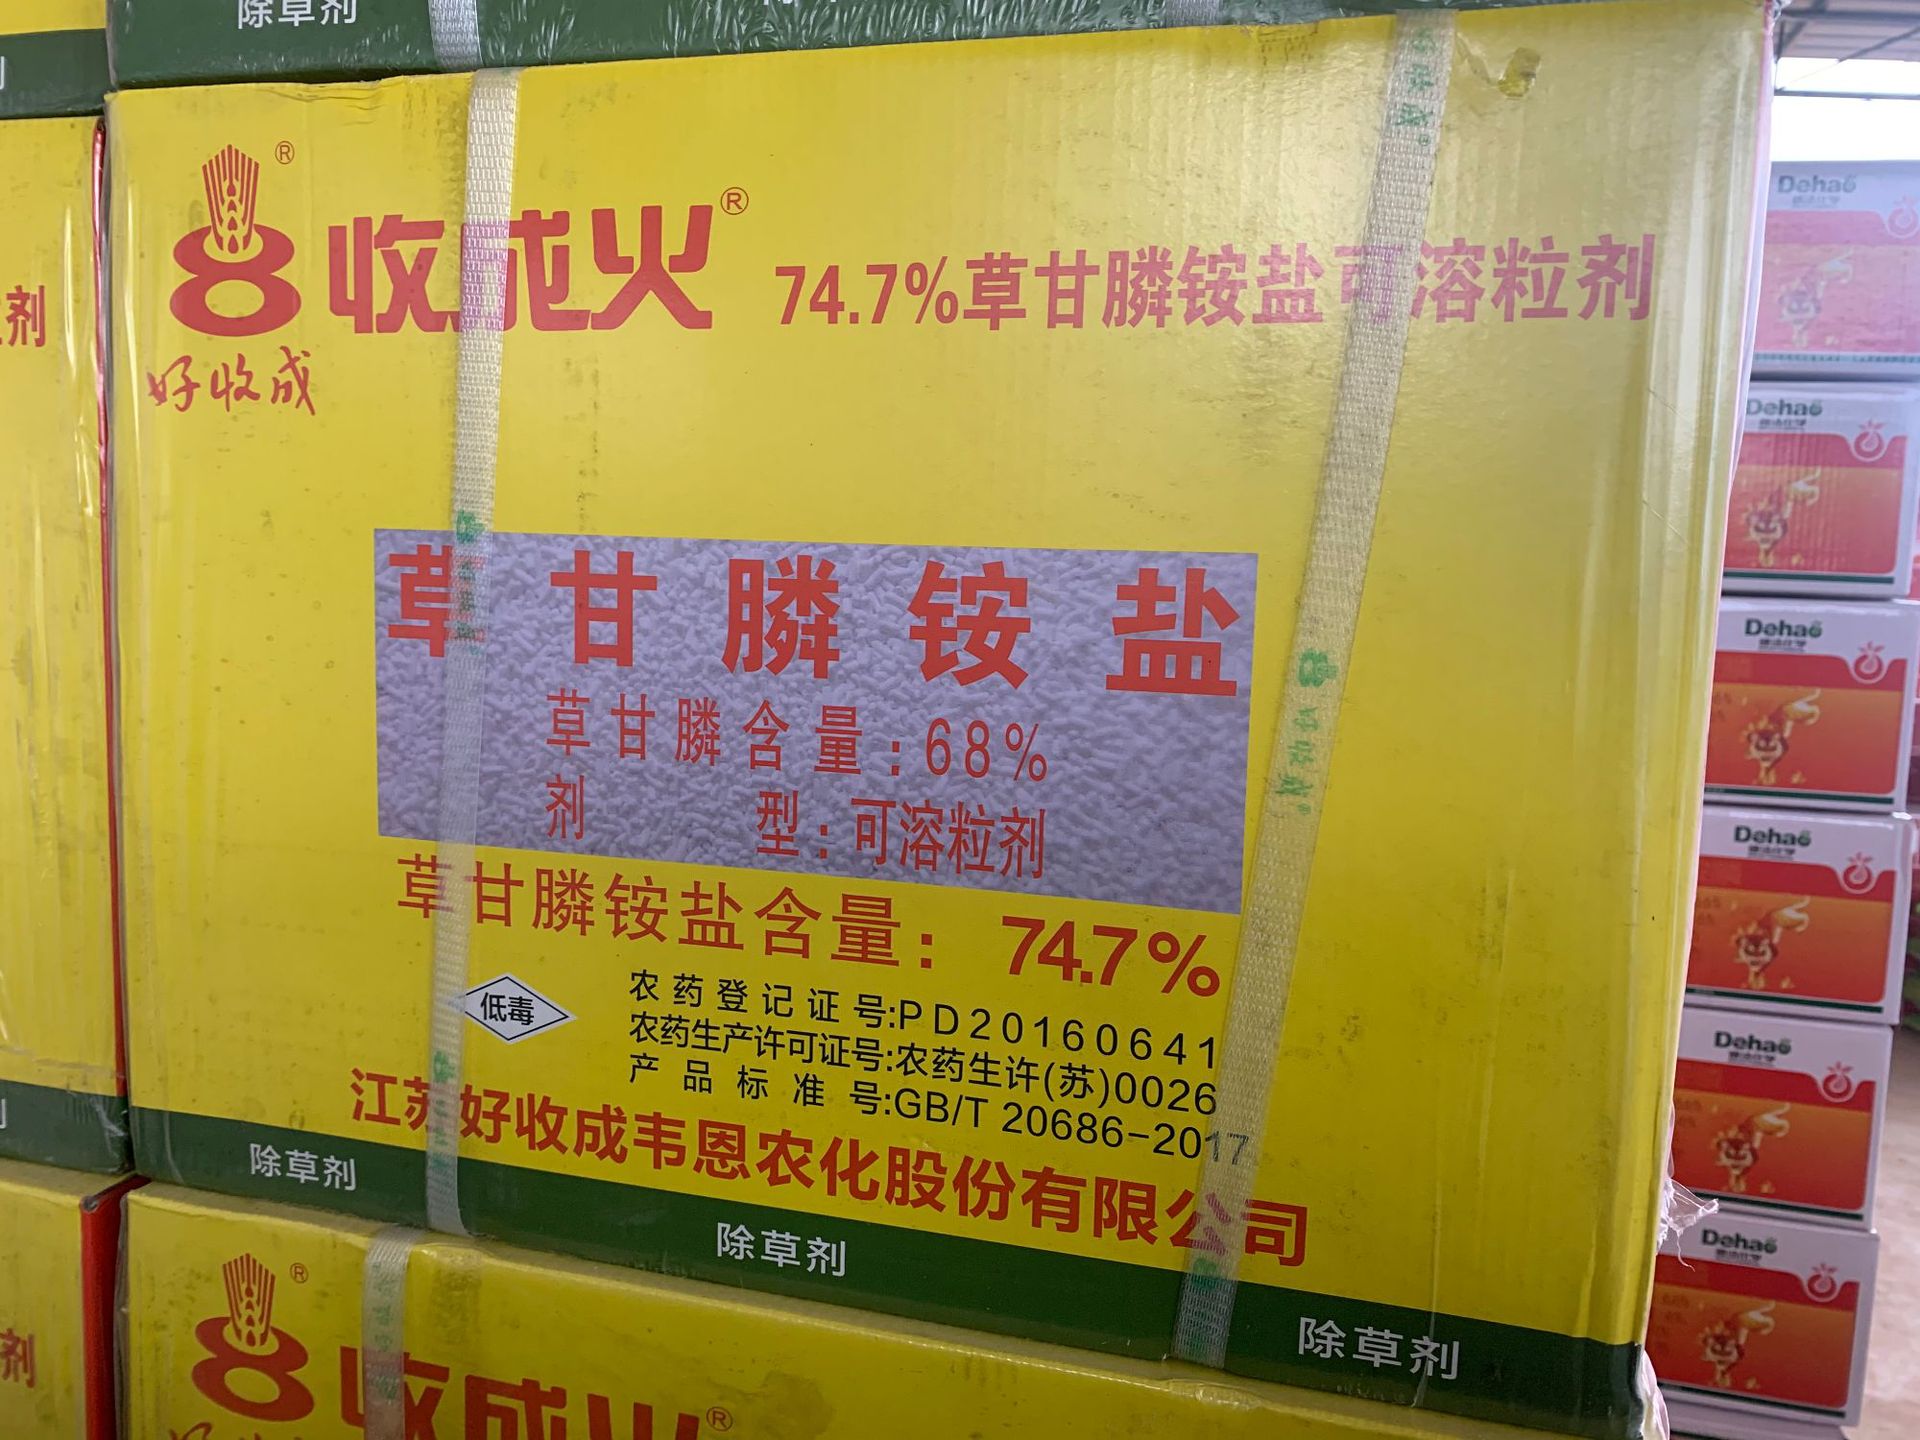 除草剂
收成火®
74.7%草甘膦铵盐可溶粒剂
好收成
草甘膦铵盐
草甘膦含量:68%
剂型:可溶粒剂
草甘膦铵盐含量:74.7%
低毒
农药登记证号:PD20160641
农药生产许可证号:农药生许(苏)0026
产品标准号:GB/T 20686-2017
江苏好收成韦恩农化股份有限公司
除草剂
除草剂
除草剂
收成火®
剂
剂
好收成®
Dehao
Dehao
Dehao
Dehao
Dehao
Dehao